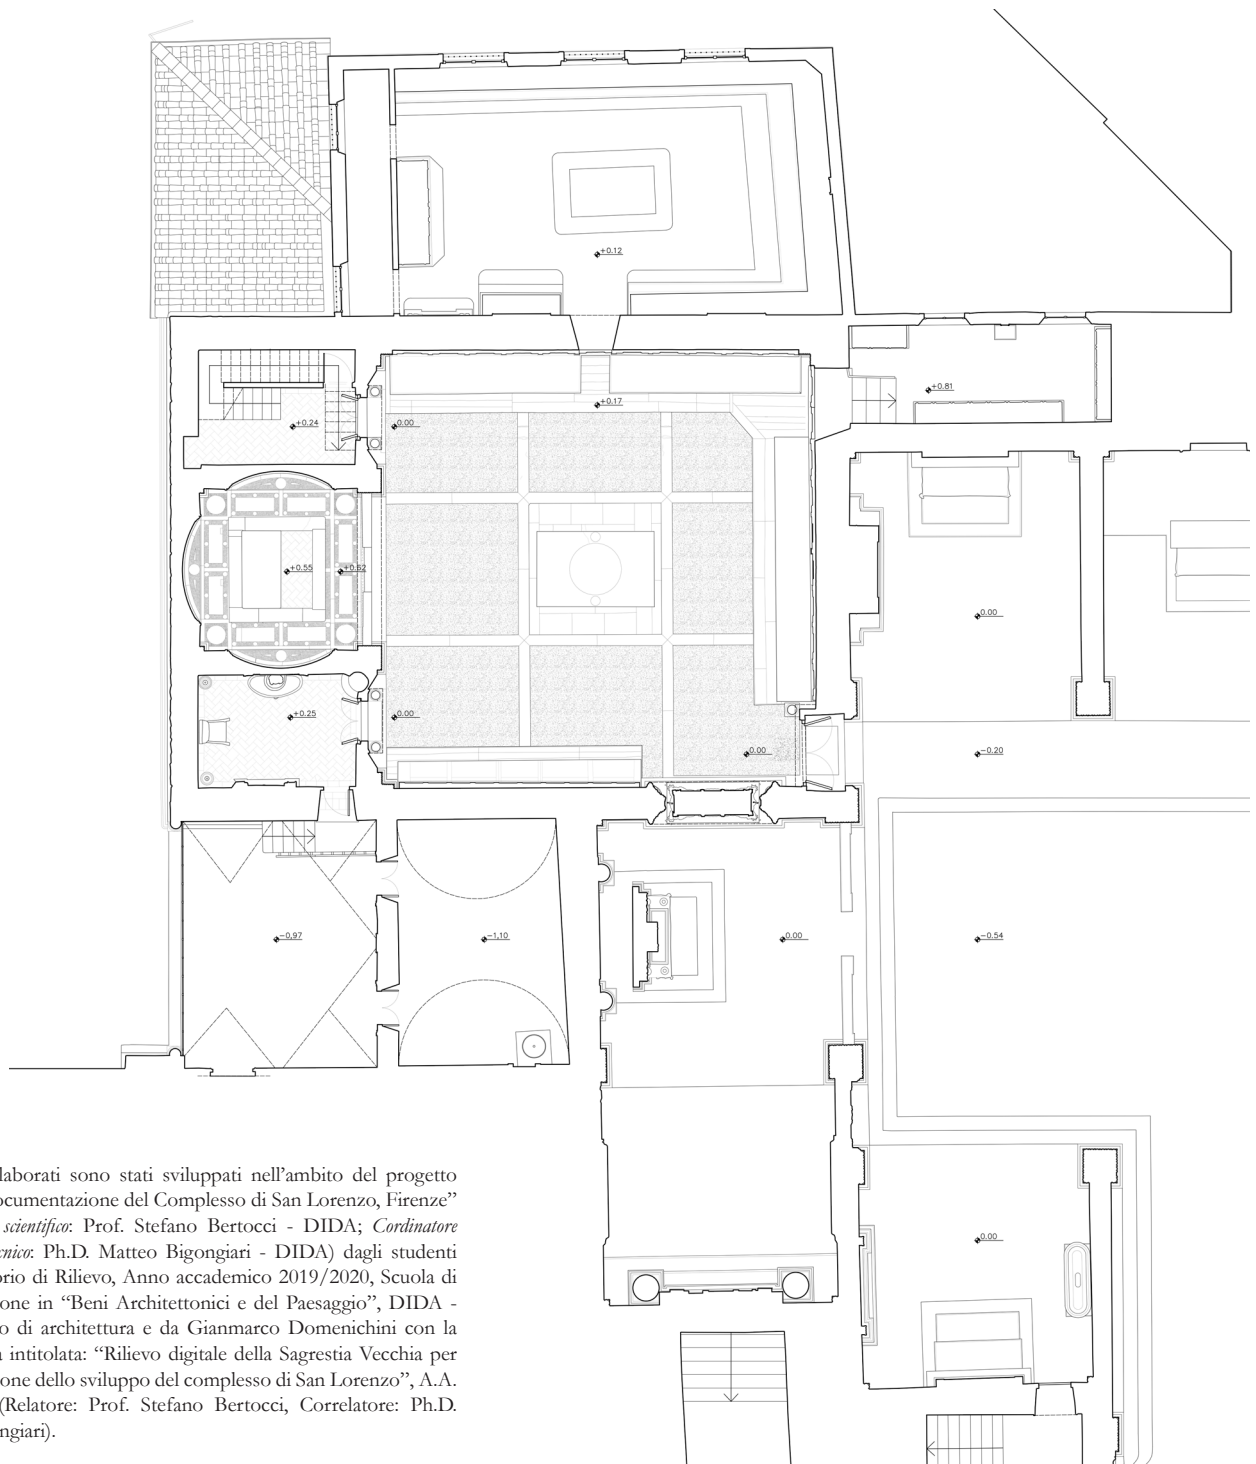 +0.12
+0.81
+0.17
+0.24
0.00
+0.55
+0.62
0.00
+0.25
0.00
0.00
-0.20
-0.97
-1.10
0.00
-0.54
laborati sono stati sviluppati nell'ambito del progetto
ocumentazione del Complesso di San Lorenzo, Firenze"
scientifico: Prof. Stefano Bertocci - DIDA; Cordinatore
nico: Ph.D. Matteo Bigongiari - DIDA) dagli studenti
rio di Rilievo, Anno accademico 2019/2020, Scuola di
one in "Beni Architettonici e del Paesaggio", DIDA -
o di architettura e da Gianmarco Domenichini con la
a intitolata: "Rilievo digitale della Sagrestia Vecchia per
one dello sviluppo del complesso di San Lorenzo", A.A.
(Relatore: Prof. Stefano Bertocci, Correlatore: Ph.D.
ngiari).
0.00